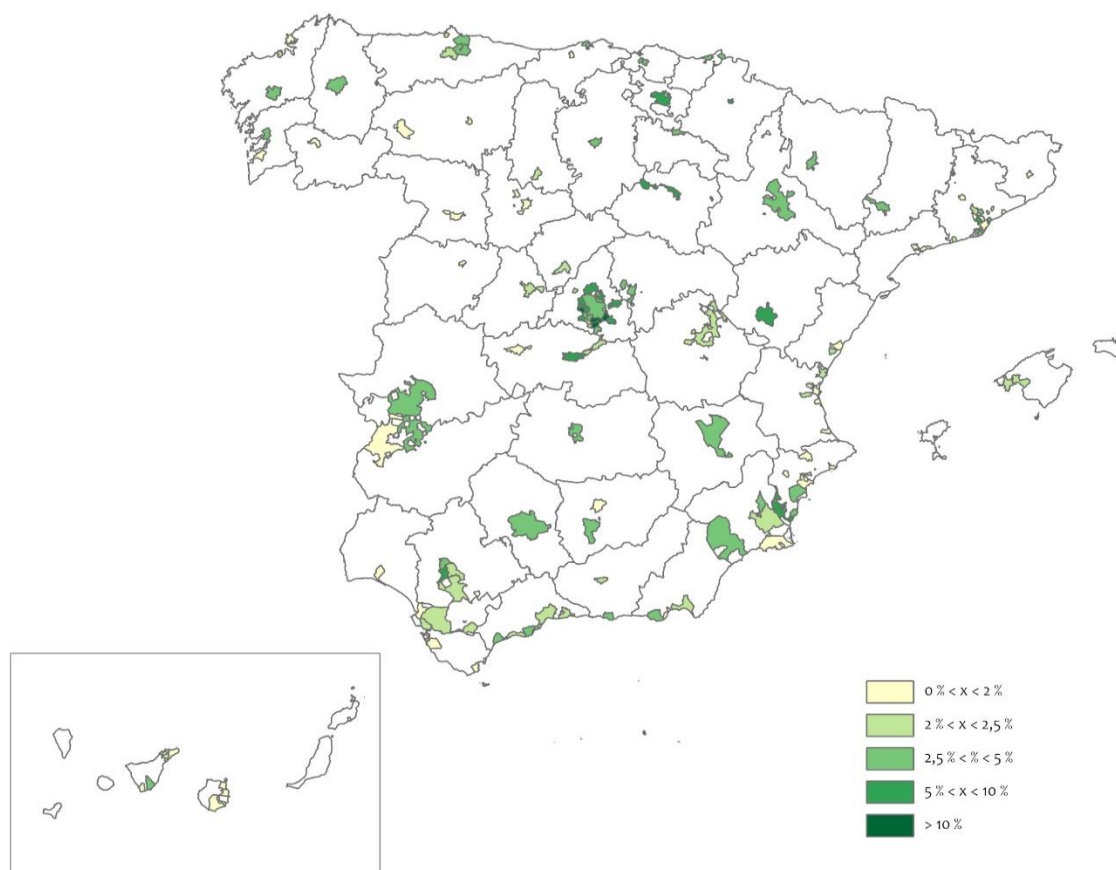 0 % < x < 2 %
2 % < x < 2,5 %
2,5 % < % < 5 %
5 % < x < 10 %
> 10 %